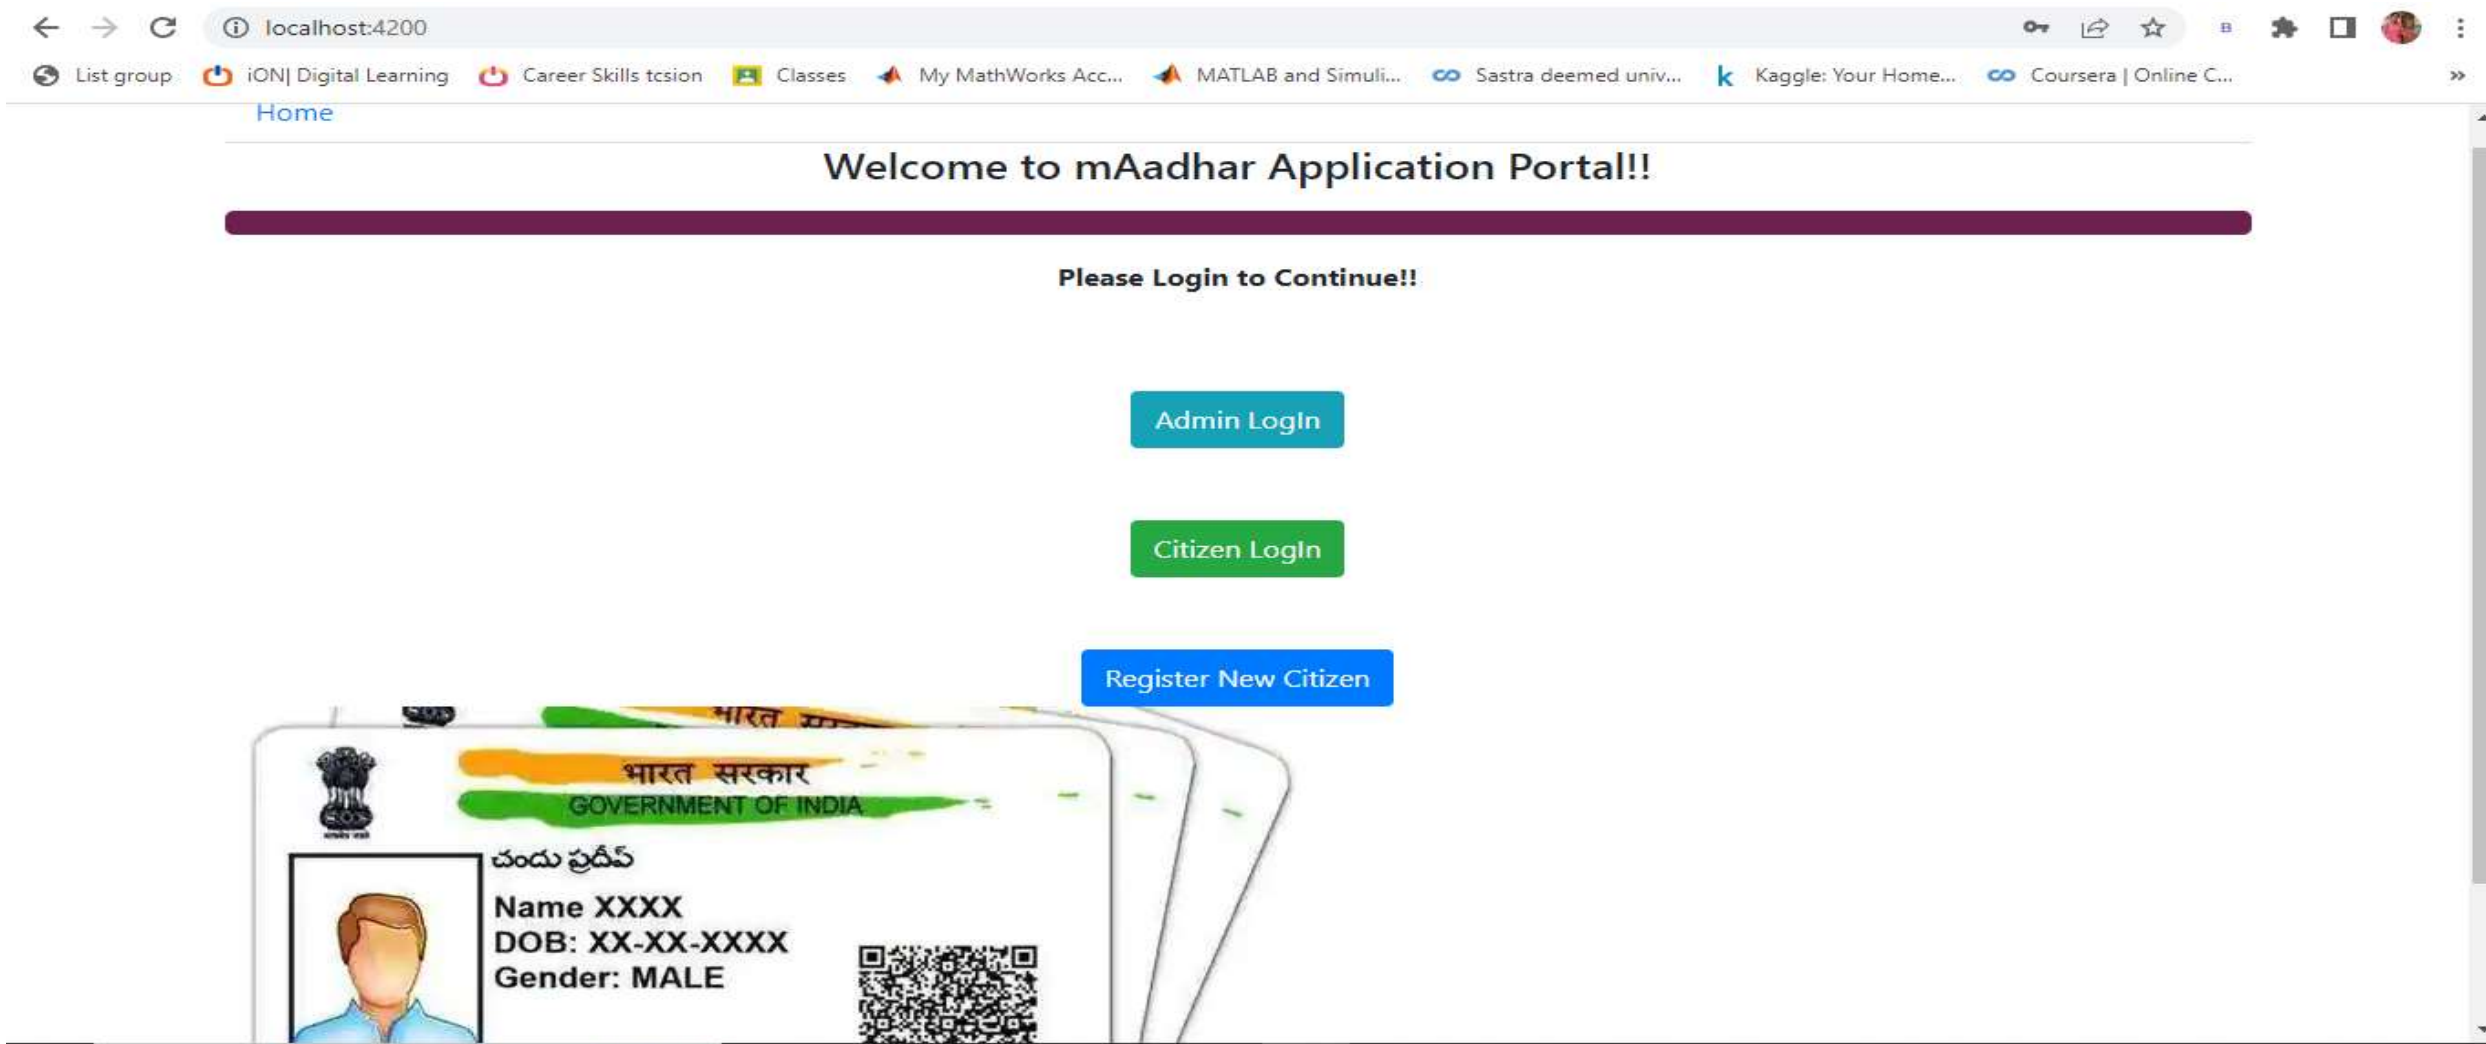 localhost:4200
List group iON| Digital Learning Career Skills tcsion Classes My MathWorks Acc... MATLAB and Simuli... Sastra deemed univ... Kaggle: Your Home... Coursera | Online C... »
Home
Welcome to mAadhar Application Portal!!
Please Login to Continue!!
Admin LogIn
Citizen LogIn
Register New Citizen
भारत
भारत सरकार
GOVERNMENT OF INDIA
చందు ప్రదీప్
Name XXXX
DOB: XX-XX-XXXX
Gender: MALE